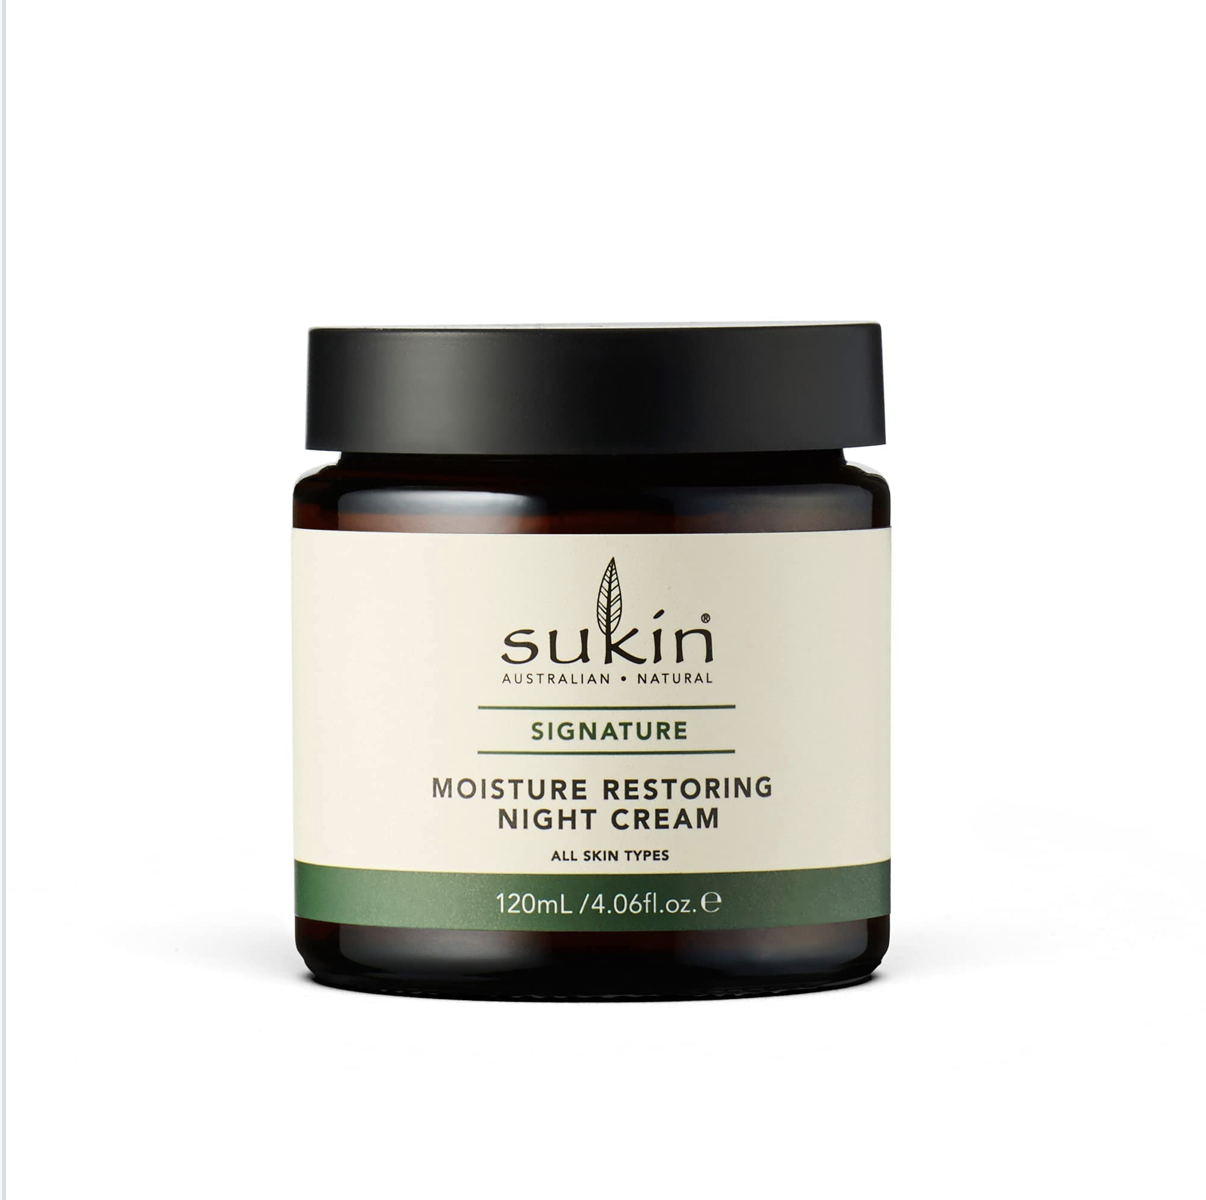 sukin®
AUSTRALIAN • NATURAL
SIGNATURE
MOISTURE RESTORING
NIGHT CREAM
ALL SKIN TYPES
120mL /4.06fl.oz.℮